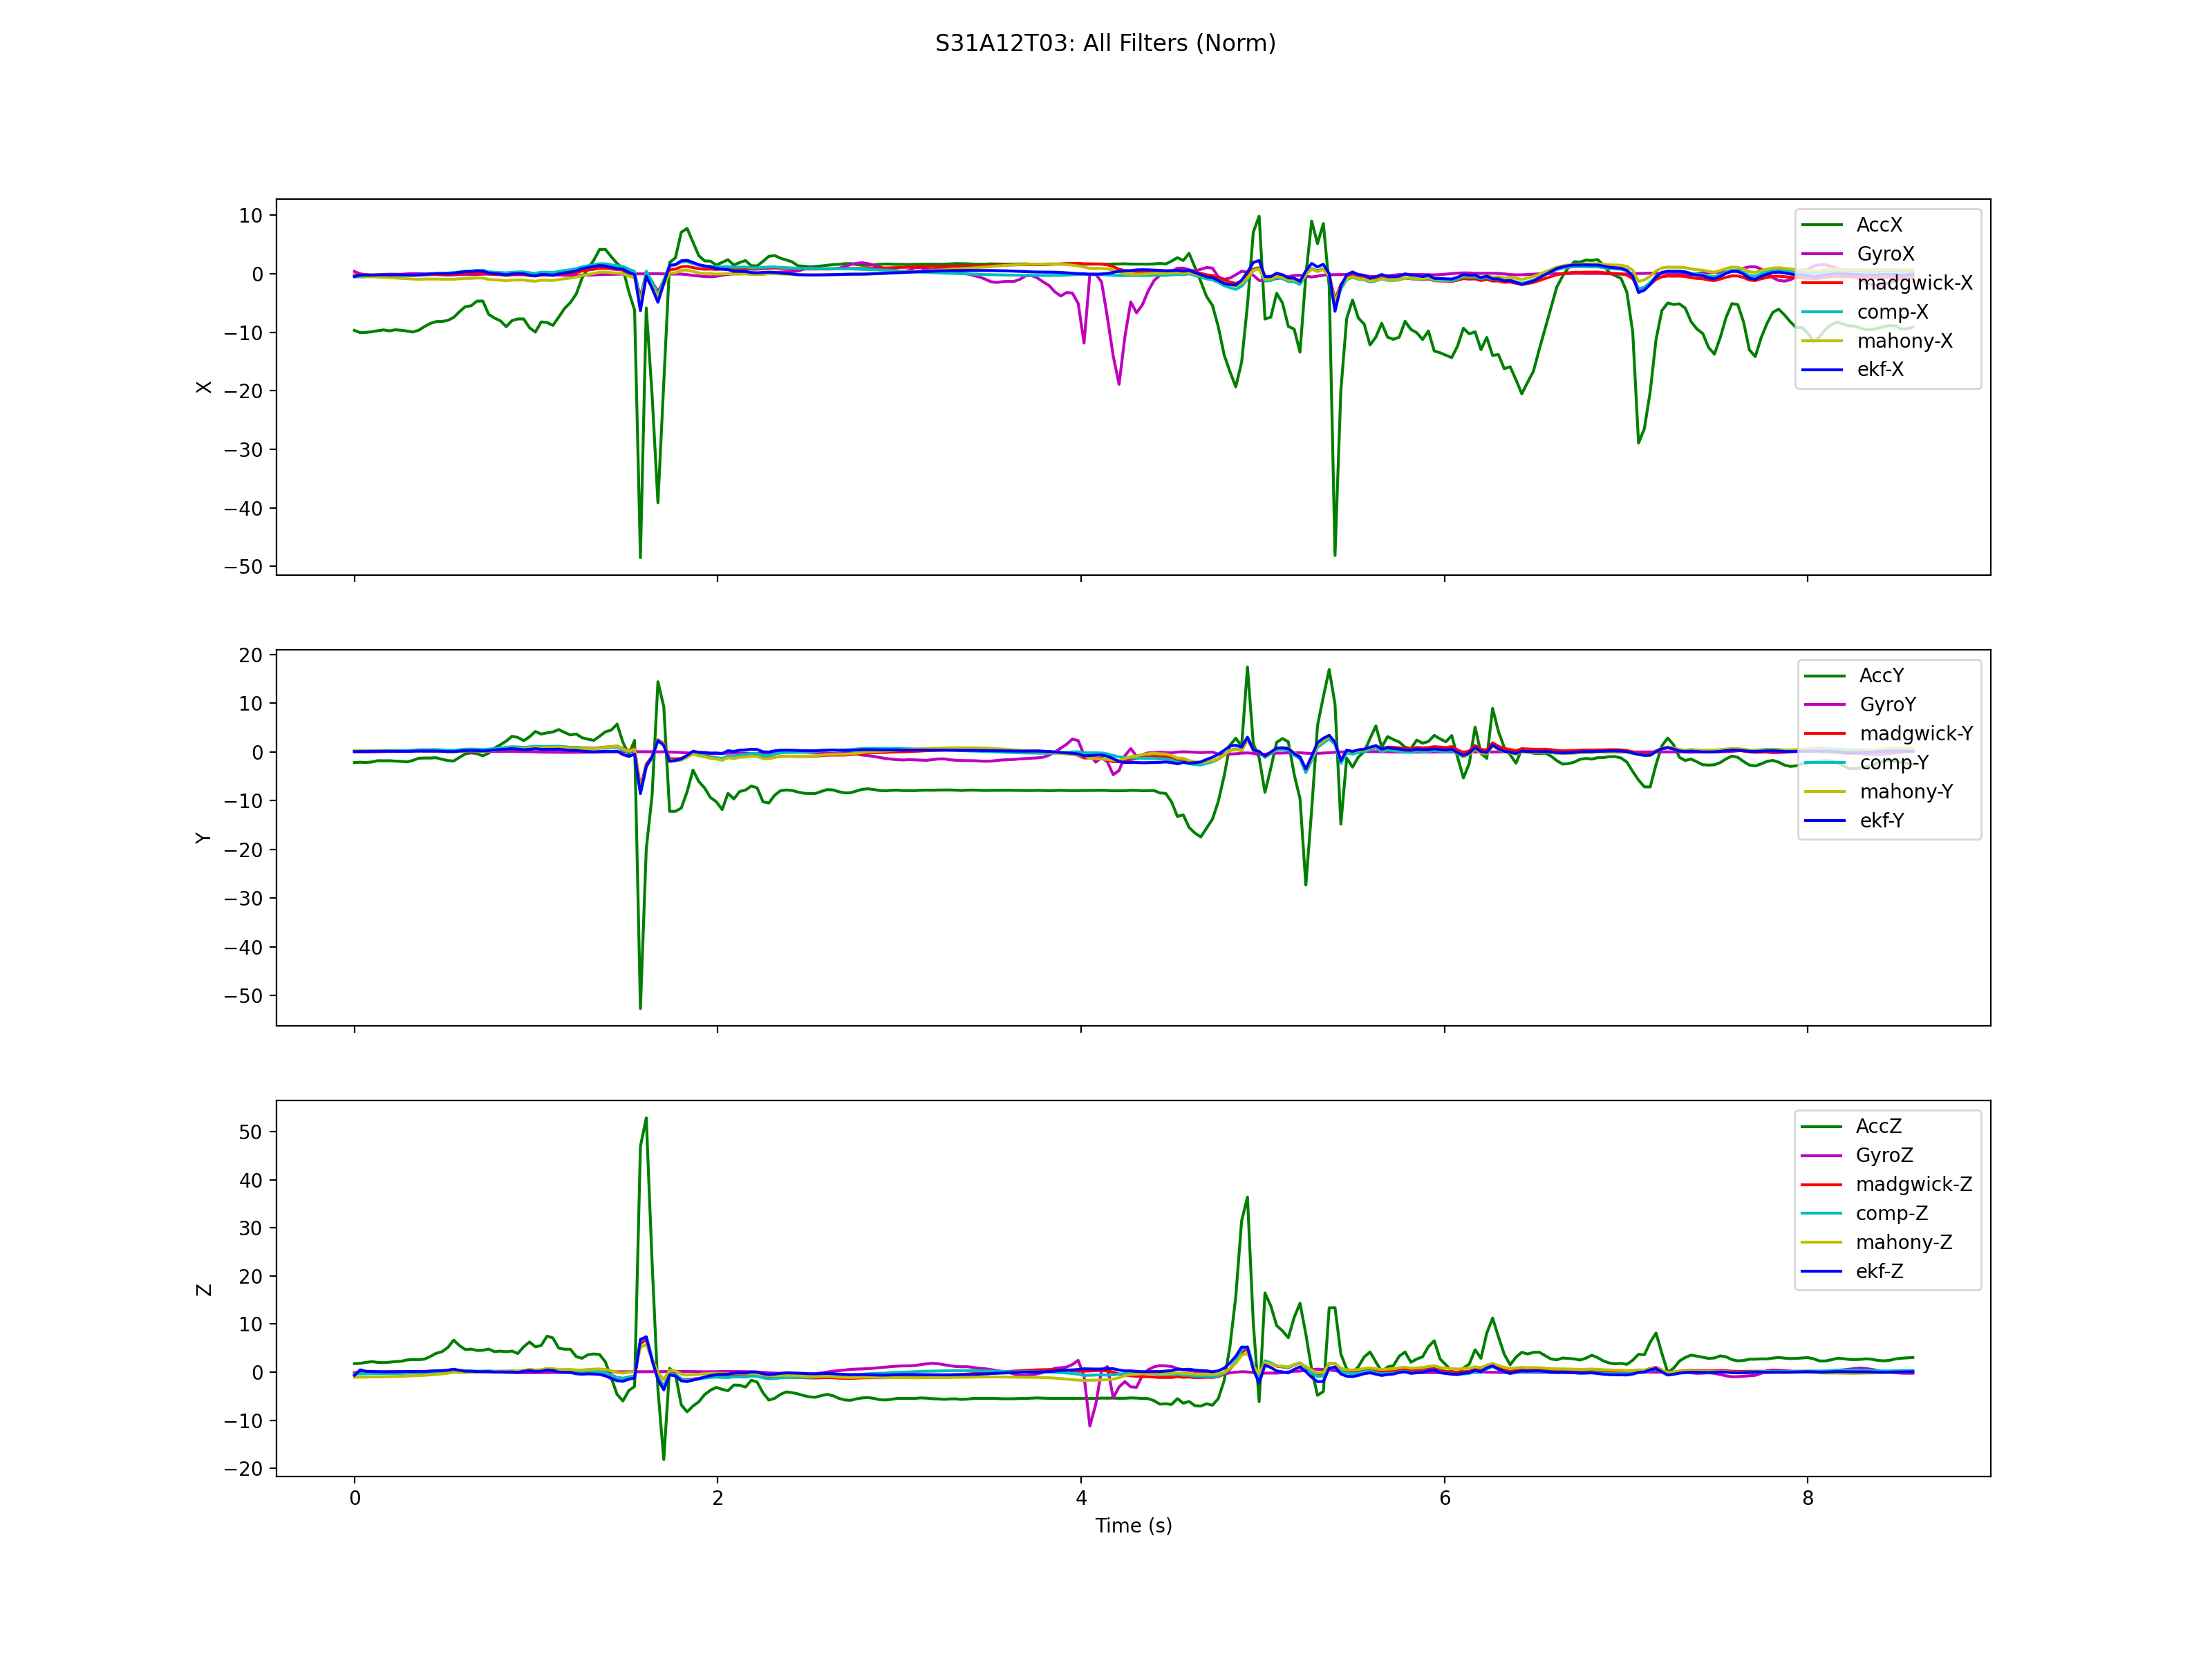 S31A12T03: All Filters (Norm)
10
0
−10
−20
−30
−40
−50
X
AccX
GyroX
madgwick-X
comp-X
mahony-X
ekf-X
20
10
0
−10
−20
−30
−40
−50
Y
AccY
GyroY
madgwick-Y
comp-Y
mahony-Y
ekf-Y
50
40
30
20
10
0
−10
−20
Z
AccZ
GyroZ
madgwick-Z
comp-Z
mahony-Z
ekf-Z
0 2 4 6 8
Time (s)